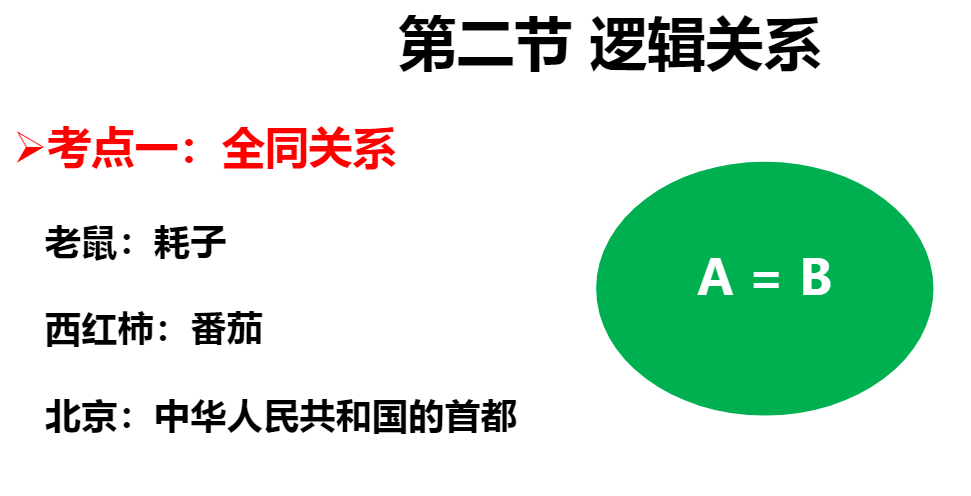 第二节 逻辑关系
➢考点一：全同关系
老鼠：耗子
西红柿：番茄
北京：中华人民共和国的首都
A = B